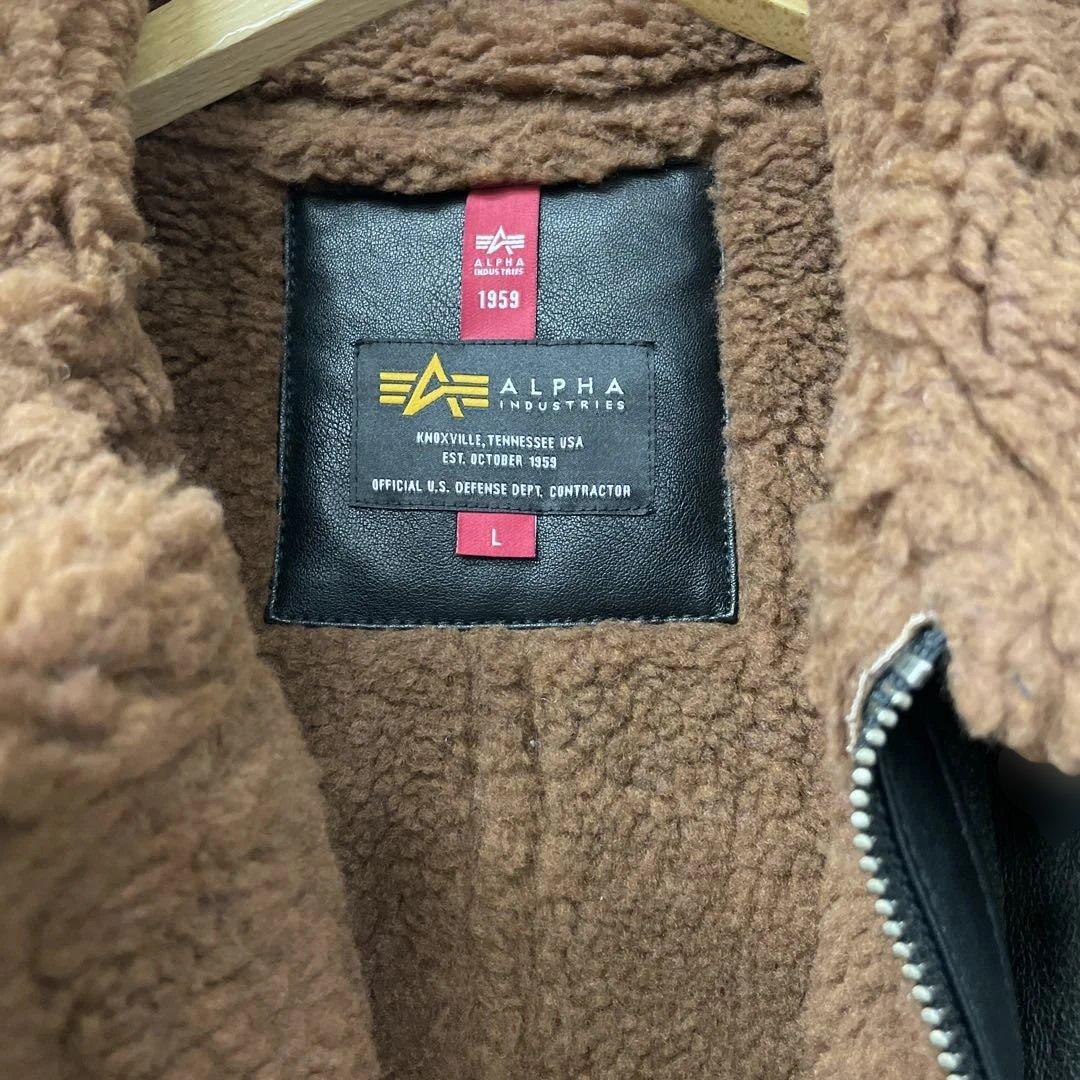 ALPHA
INDUSTRIES
1959
ALPHA
INDUSTRIES
KNOXVILLE, TENNESSEE USA
EST. OCTOBER 1959
OFFICIAL U.S. DEFENSE DEPT. CONTRACTOR
L